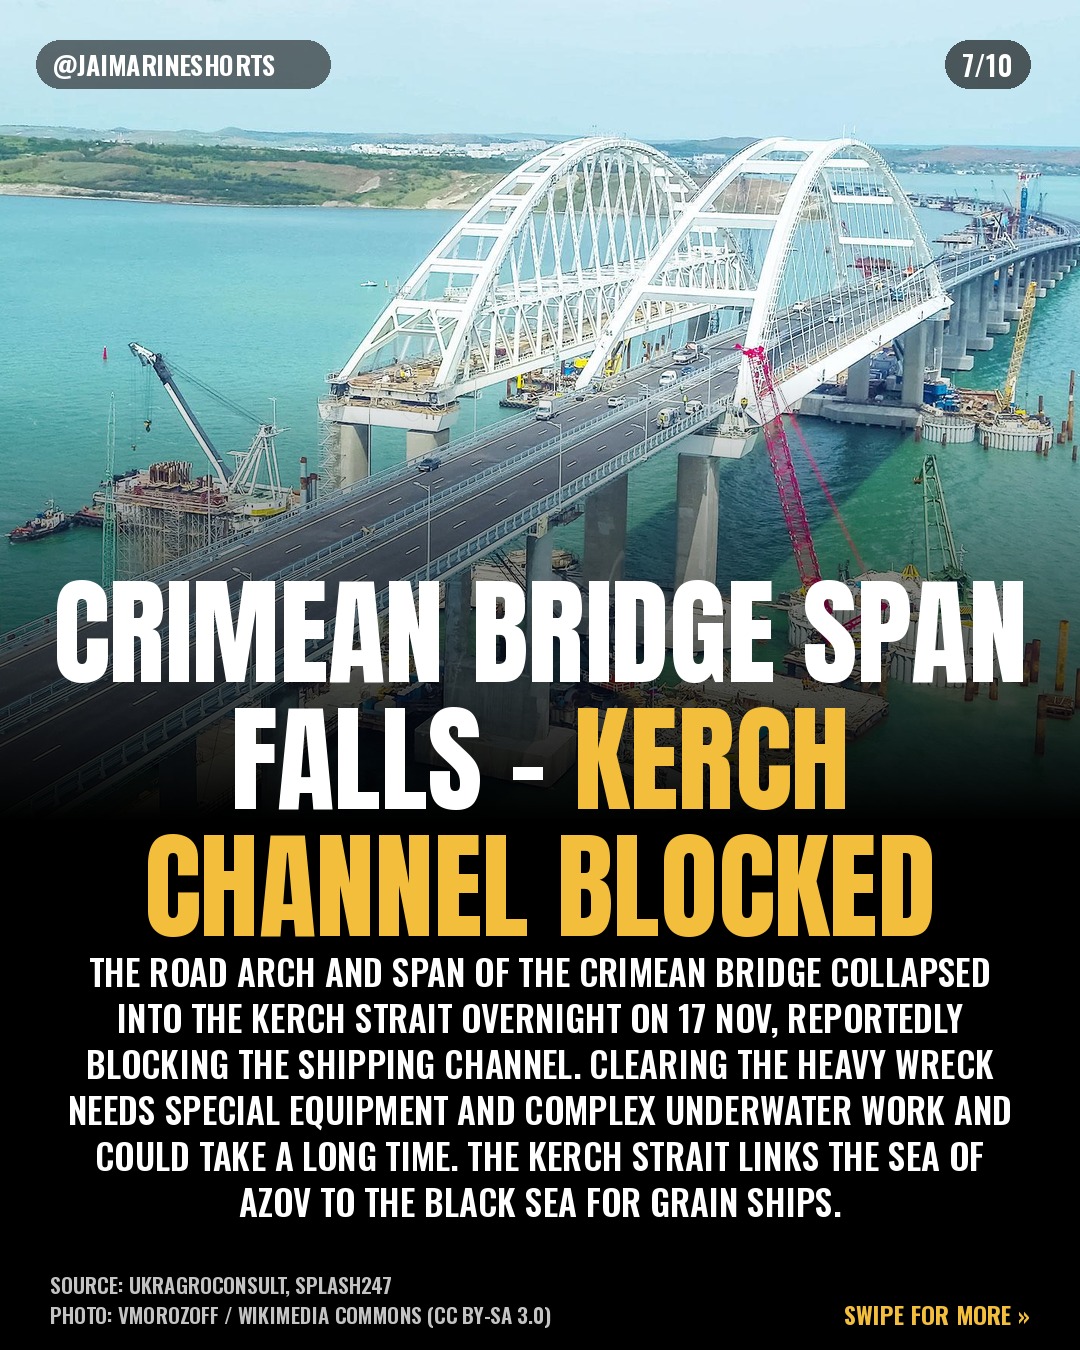 @JAIMARINESHORTS
7/10
CRIMEAN BRIDGE SPAN
FALLS - KERCH
CHANNEL BLOCKED
THE ROAD ARCH AND SPAN OF THE CRIMEAN BRIDGE COLLAPSED
INTO THE KERCH STRAIT OVERNIGHT ON 17 NOV, REPORTEDLY
BLOCKING THE SHIPPING CHANNEL. CLEARING THE HEAVY WRECK
NEEDS SPECIAL EQUIPMENT AND COMPLEX UNDERWATER WORK AND
COULD TAKE A LONG TIME. THE KERCH STRAIT LINKS THE SEA OF
AZOV TO THE BLACK SEA FOR GRAIN SHIPS.
SOURCE: UKRAGROCONSULT, SPLASH247
PHOTO: VMOROZOFF / WIKIMEDIA COMMONS (CC BY-SA 3.0)
SWIPE FOR MORE »